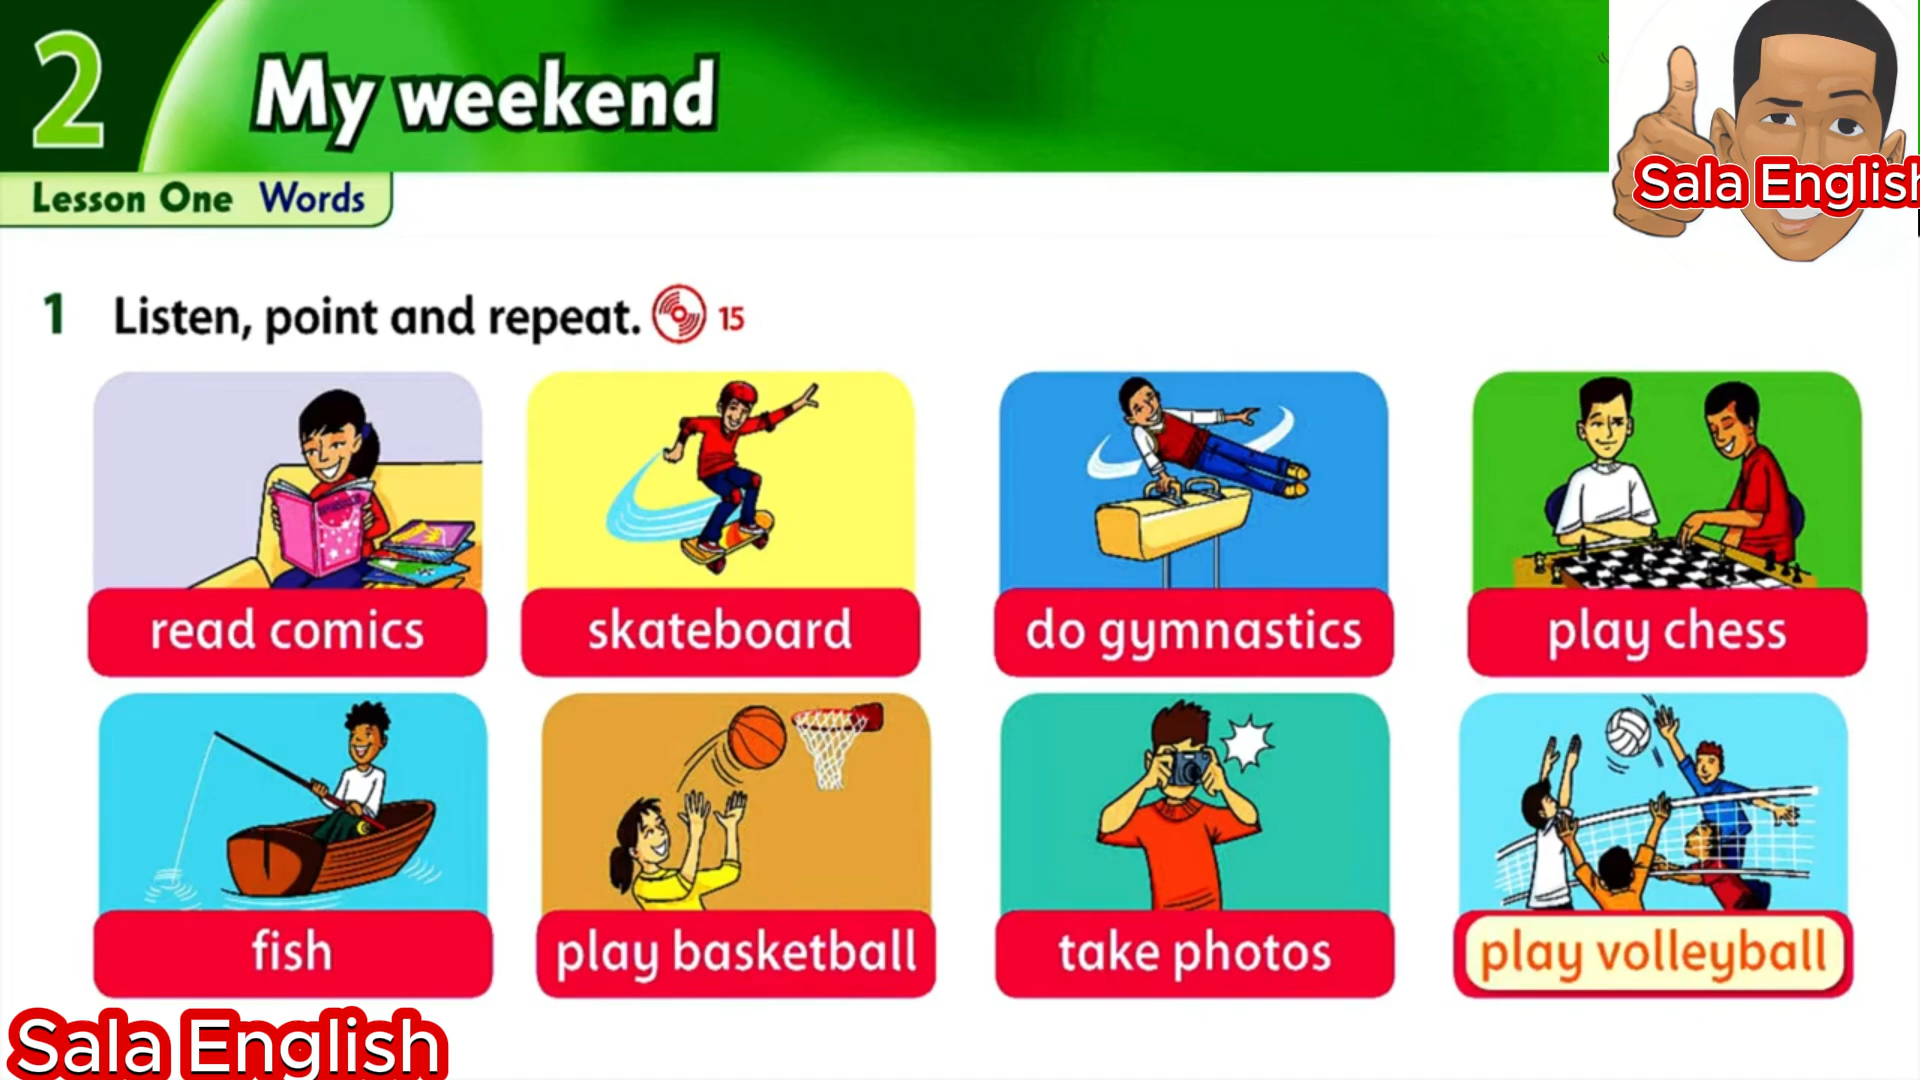 2
My weekend
Sala English
Lesson One Words
1 Listen, point and repeat. 15
read comics
skateboard
do gymnastics
play chess
fish
play basketball
take photos
play volleyball
Sala English